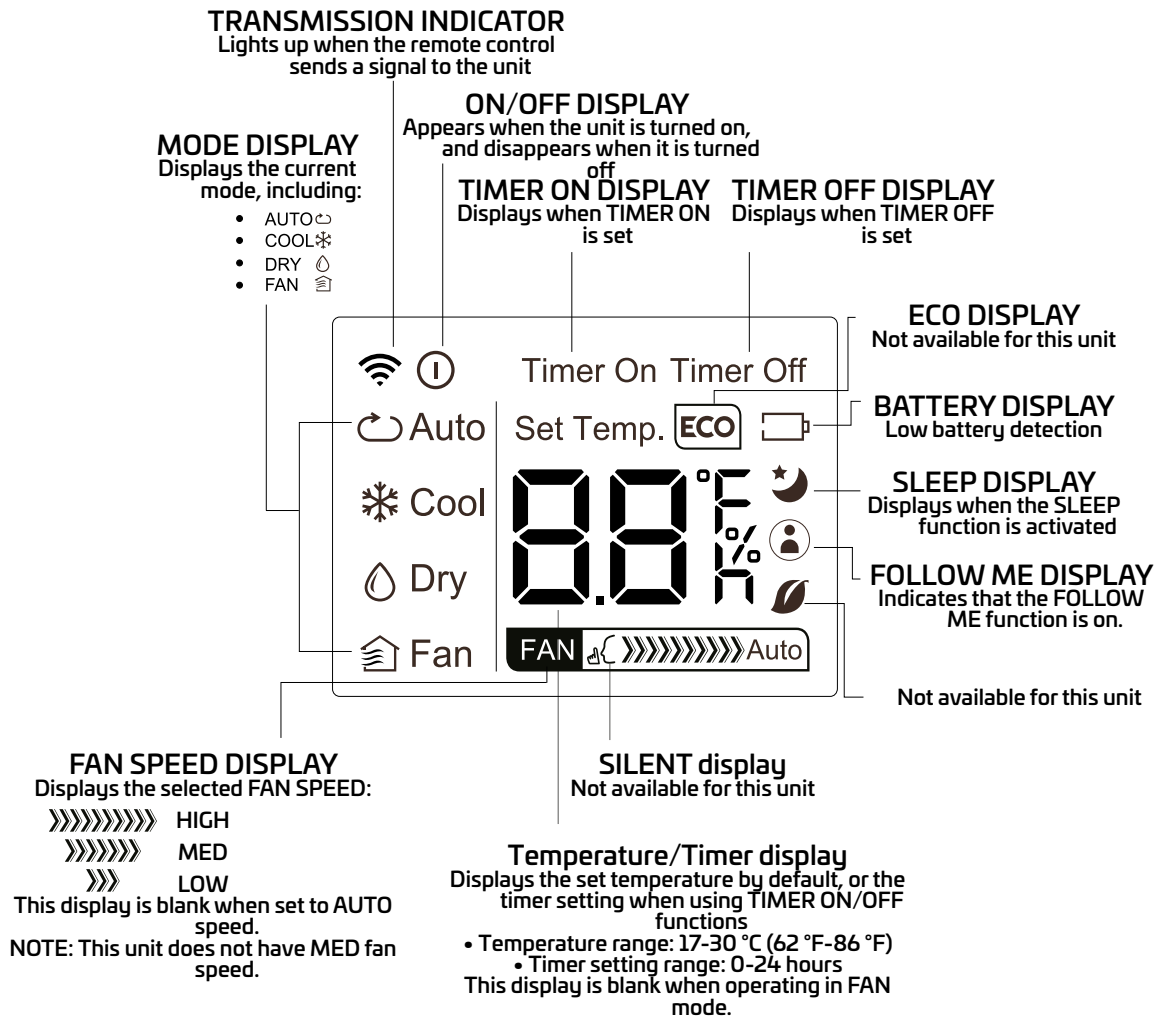 TRANSMISSION INDICATOR
Lights up when the remote control
sends a signal to the unit
ON/OFF DISPLAY
Appears when the unit is turned on,
and disappears when it is turned
off
MODE DISPLAY
Displays the current
mode, including:
• AUTO
• COOL
• DRY
• FAN
TIMER ON DISPLAY
Displays when TIMER ON
is set
TIMER OFF DISPLAY
Displays when TIMER OFF
is set
ECO DISPLAY
Not available for this unit
BATTERY DISPLAY
Low battery detection
SLEEP DISPLAY
Displays when the SLEEP
function is activated
FOLLOW ME DISPLAY
Indicates that the FOLLOW
ME function is on.
Not available for this unit
Timer On Timer Off
Auto
Set Temp. ECO
Cool
88 °F
%
h
Dry
Fan
FAN Auto
FAN SPEED DISPLAY
Displays the selected FAN SPEED:
HIGH
MED
LOW
This display is blank when set to AUTO
speed.
NOTE: This unit does not have MED fan
speed.
SILENT display
Not available for this unit
Temperature/Timer display
Displays the set temperature by default, or the
timer setting when using TIMER ON/OFF
functions
• Temperature range: 17-30 °C (62 °F-86 °F)
• Timer setting range: 0-24 hours
This display is blank when operating in FAN
mode.